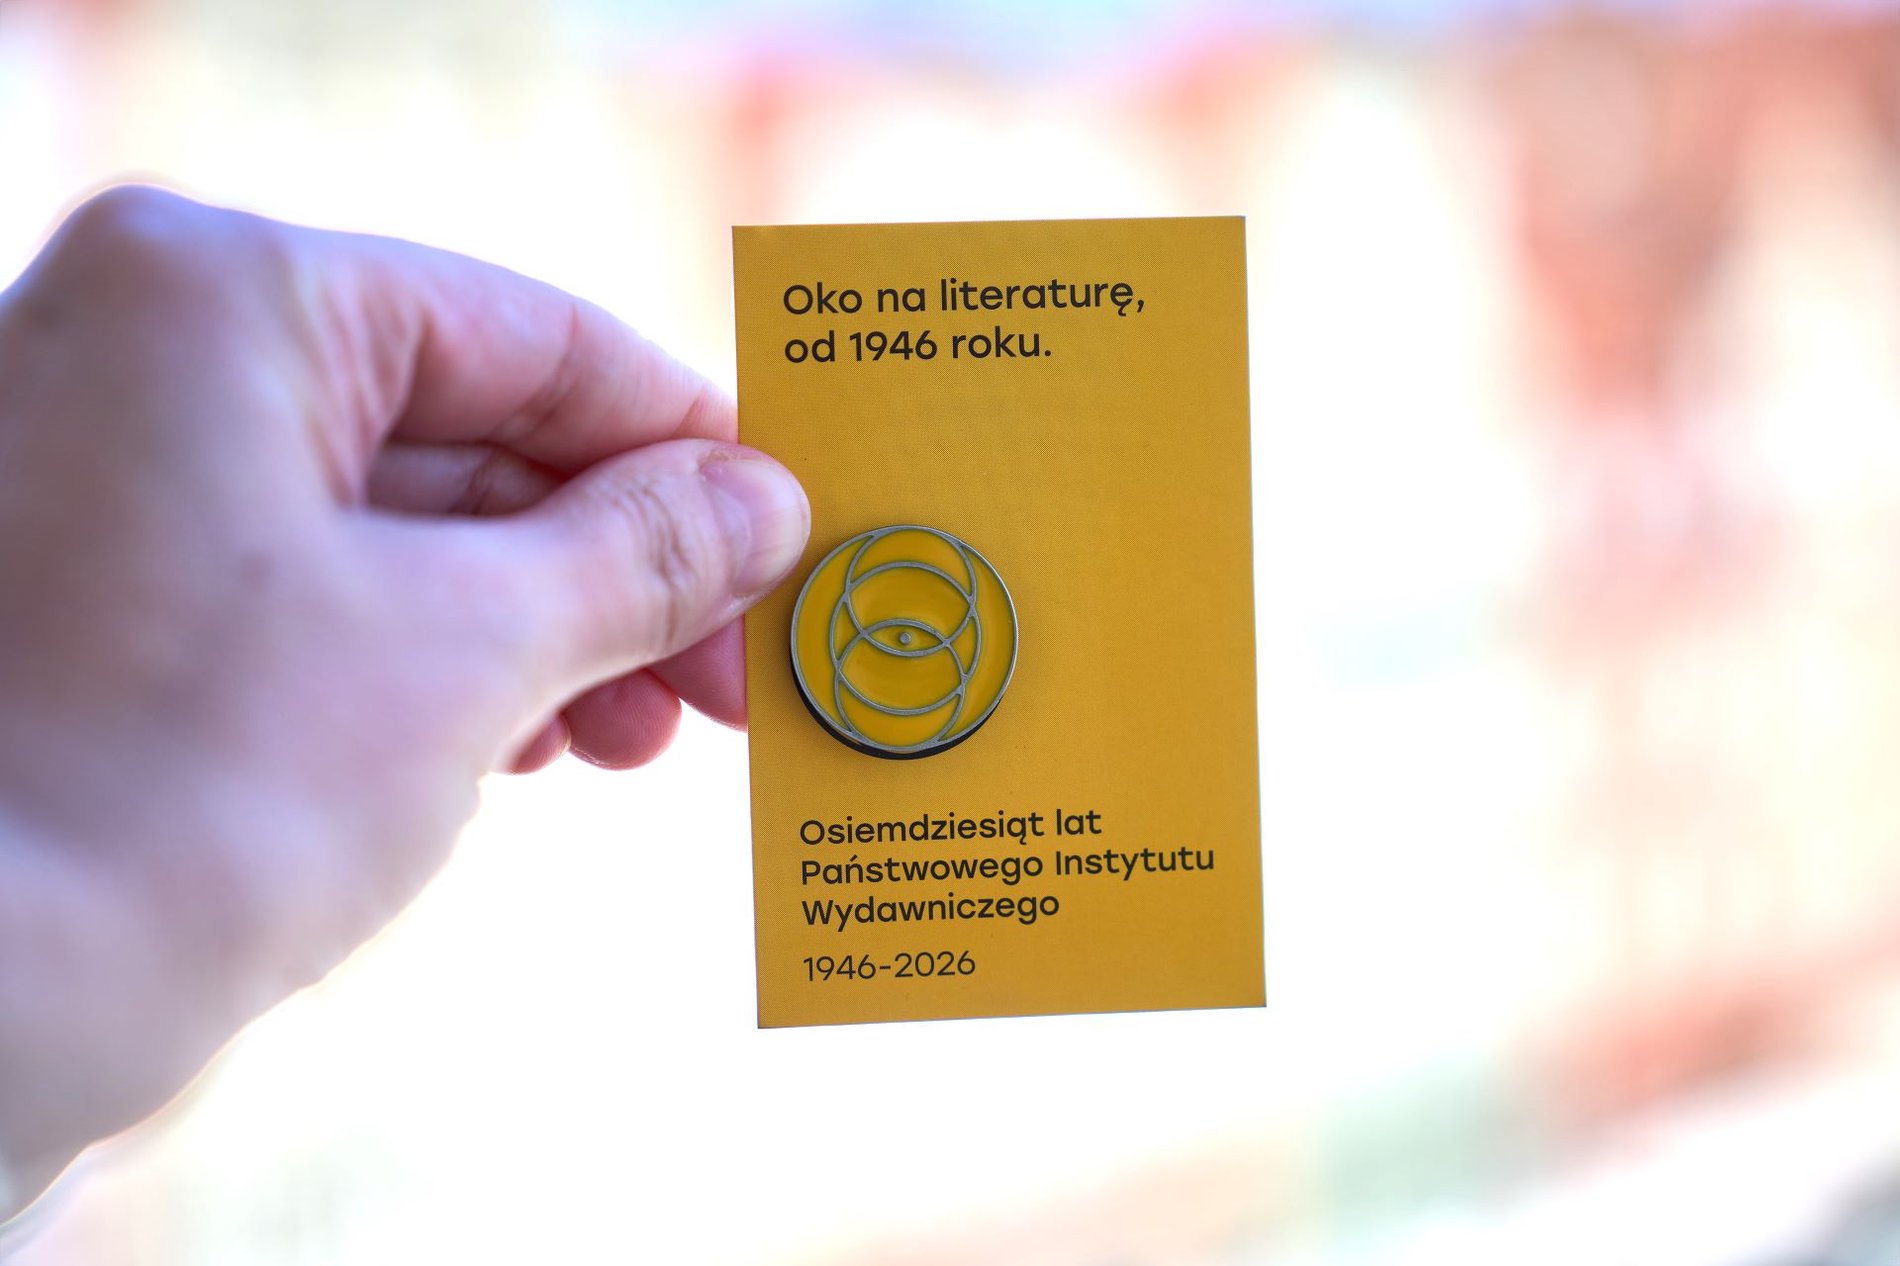 Oko na literaturę,
od 1946 roku.
Osiemdziesiąt lat
Państwowego Instytutu
Wydawniczego
1946-2026